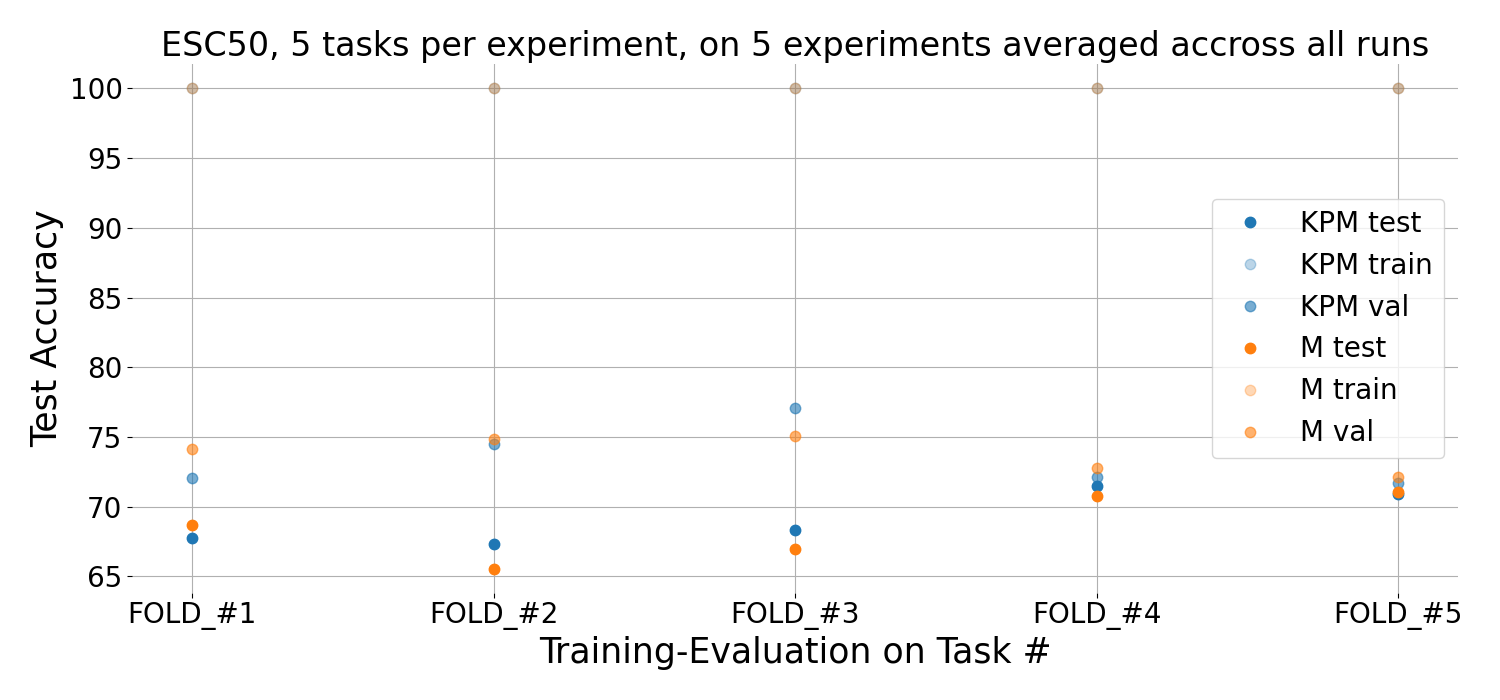 ESC50, 5 tasks per experiment, on 5 experiments averaged accross all runs
Test Accuracy
100
95
90
85
80
75
70
65
KPM test
KPM train
KPM val
M test
M train
M val
FOLD_#1 FOLD_#2 FOLD_#3 FOLD_#4 FOLD_#5
Training-Evaluation on Task #